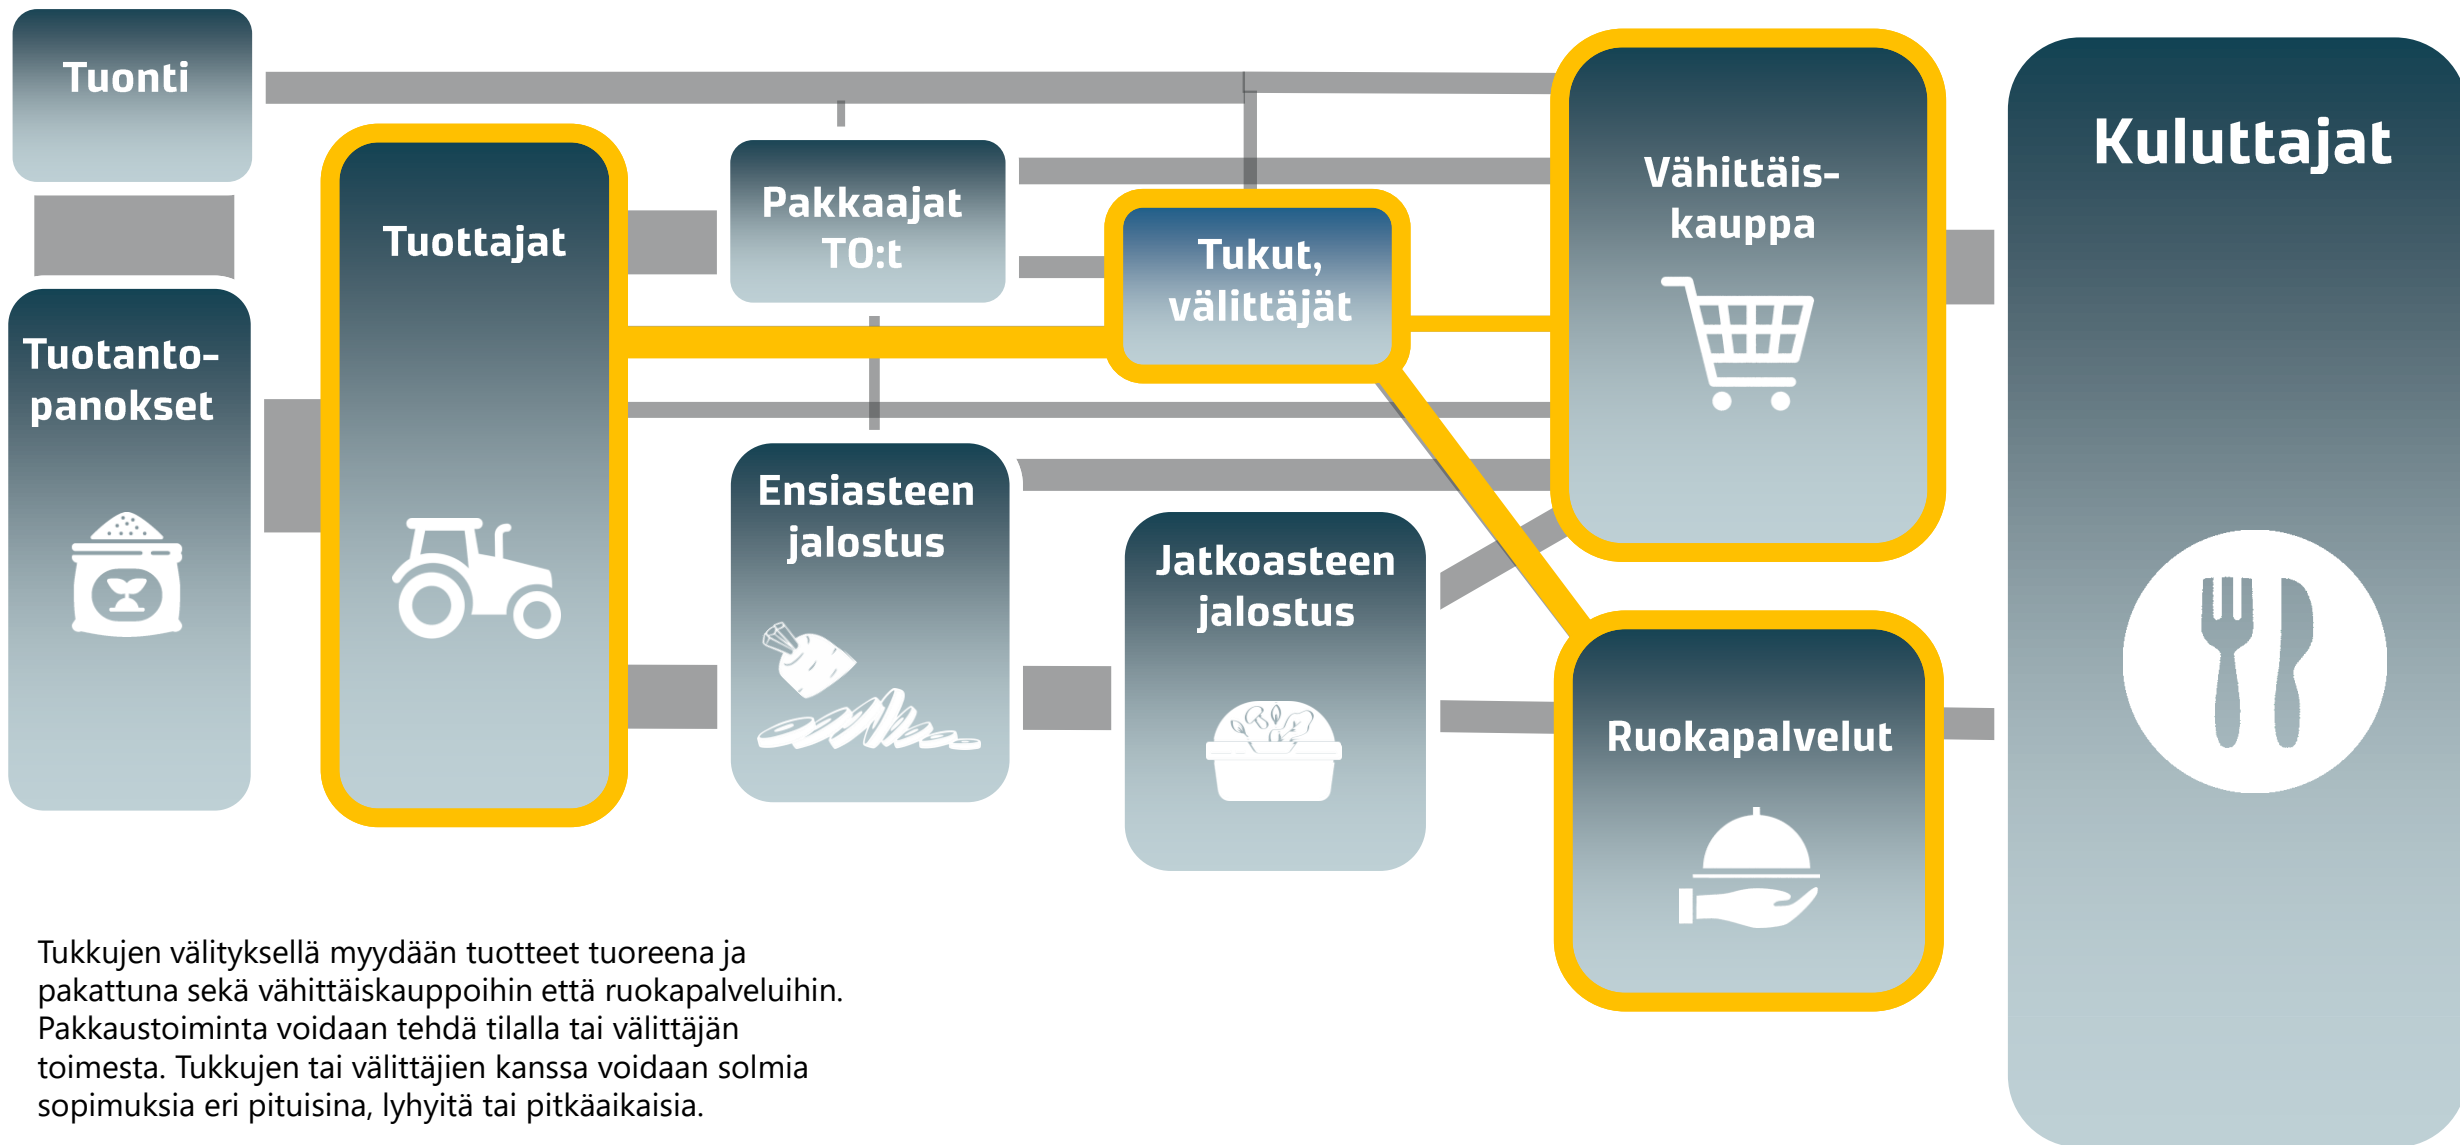 Tuonti
Tuotanto-
panokset
Tuottajat
Pakkaajat
TO:t
Tukut,
välittäjät
Ensiasteen
jalostus
Jatkoasteen
jalostus
Vähittäis-
kauppa
Ruokapalvelut
Kuluttajat
Tukkujen välityksellä myydään tuotteet tuoreena ja
pakattuna sekä vähittäiskauppoihin että ruokapalveluihin.
Pakkaustoiminta voidaan tehdä tilalla tai välittäjän
toimesta. Tukkujen tai välittäjien kanssa voidaan solmia
sopimuksia eri pituisina, lyhyitä tai pitkäaikaisia.